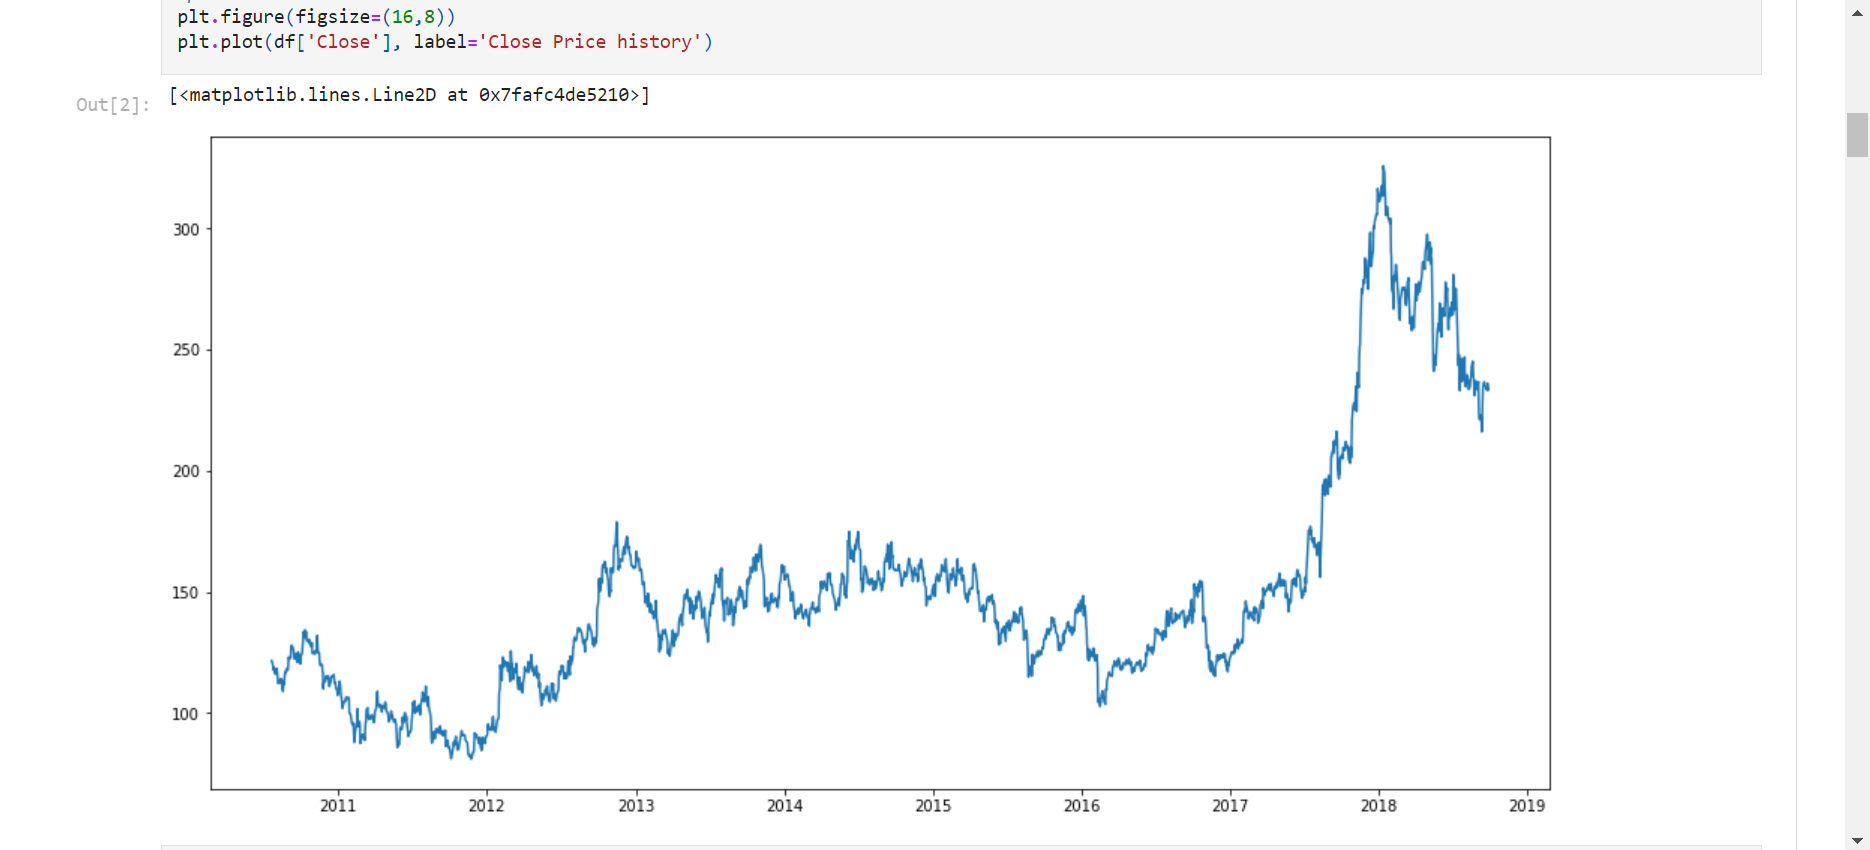 plt.figure(figsize=(16,8))
plt.plot(df['Close'], label='Close Price history')
Out[2]: [<matplotlib.lines.Line2D at 0x7fafc4de5210>]
300
250
200
150
100
2011 2012 2013 2014 2015 2016 2017 2018 2019